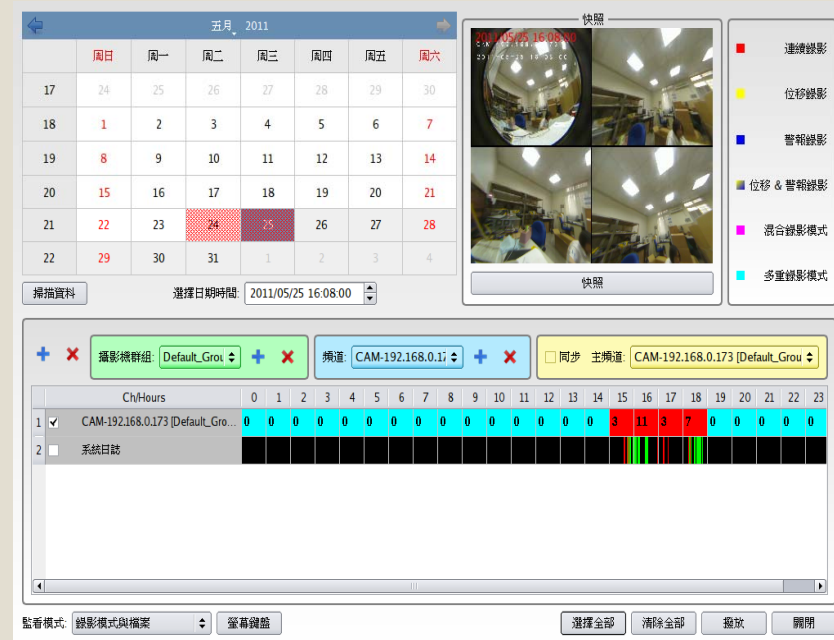 五月, 2011
周日 周一 周二 周三 周四 周五 周六
17 24 25 26 27 28 29 30
18 1 2 3 4 5 6 7
19 8 9 10 11 12 13 14
20 15 16 17 18 19 20 21
21 22 23 24 25 26 27 28
22 29 30 31 1 2 3 4
掃描資料 選擇日期時間: 2011/05/25 16:08:00
快照
2011/05/25 16:08:00
快照
連續錄影
位移錄影
警報錄影
位移 & 警報錄影
混合錄影模式
多重錄影模式
攝影機群組: Default_Grou 頻道: CAM-192.168.0.17 同步 主頻道: CAM-192.168.0.173 [Default_Grou
Ch/Hours 0 1 2 3 4 5 6 7 8 9 10 11 12 13 14 15 16 17 18 19 20 21 22 23
1 CAM-192.168.0.173 [Default_Gro... 0 0 0 0 0 0 0 0 0 0 0 0 0 0 0 3 11 3 7 0 0 0 0 0
2 系統日誌
監看模式: 錄影模式與檔案 螢幕鍵盤 選擇全部 清除全部 撥放 關閉